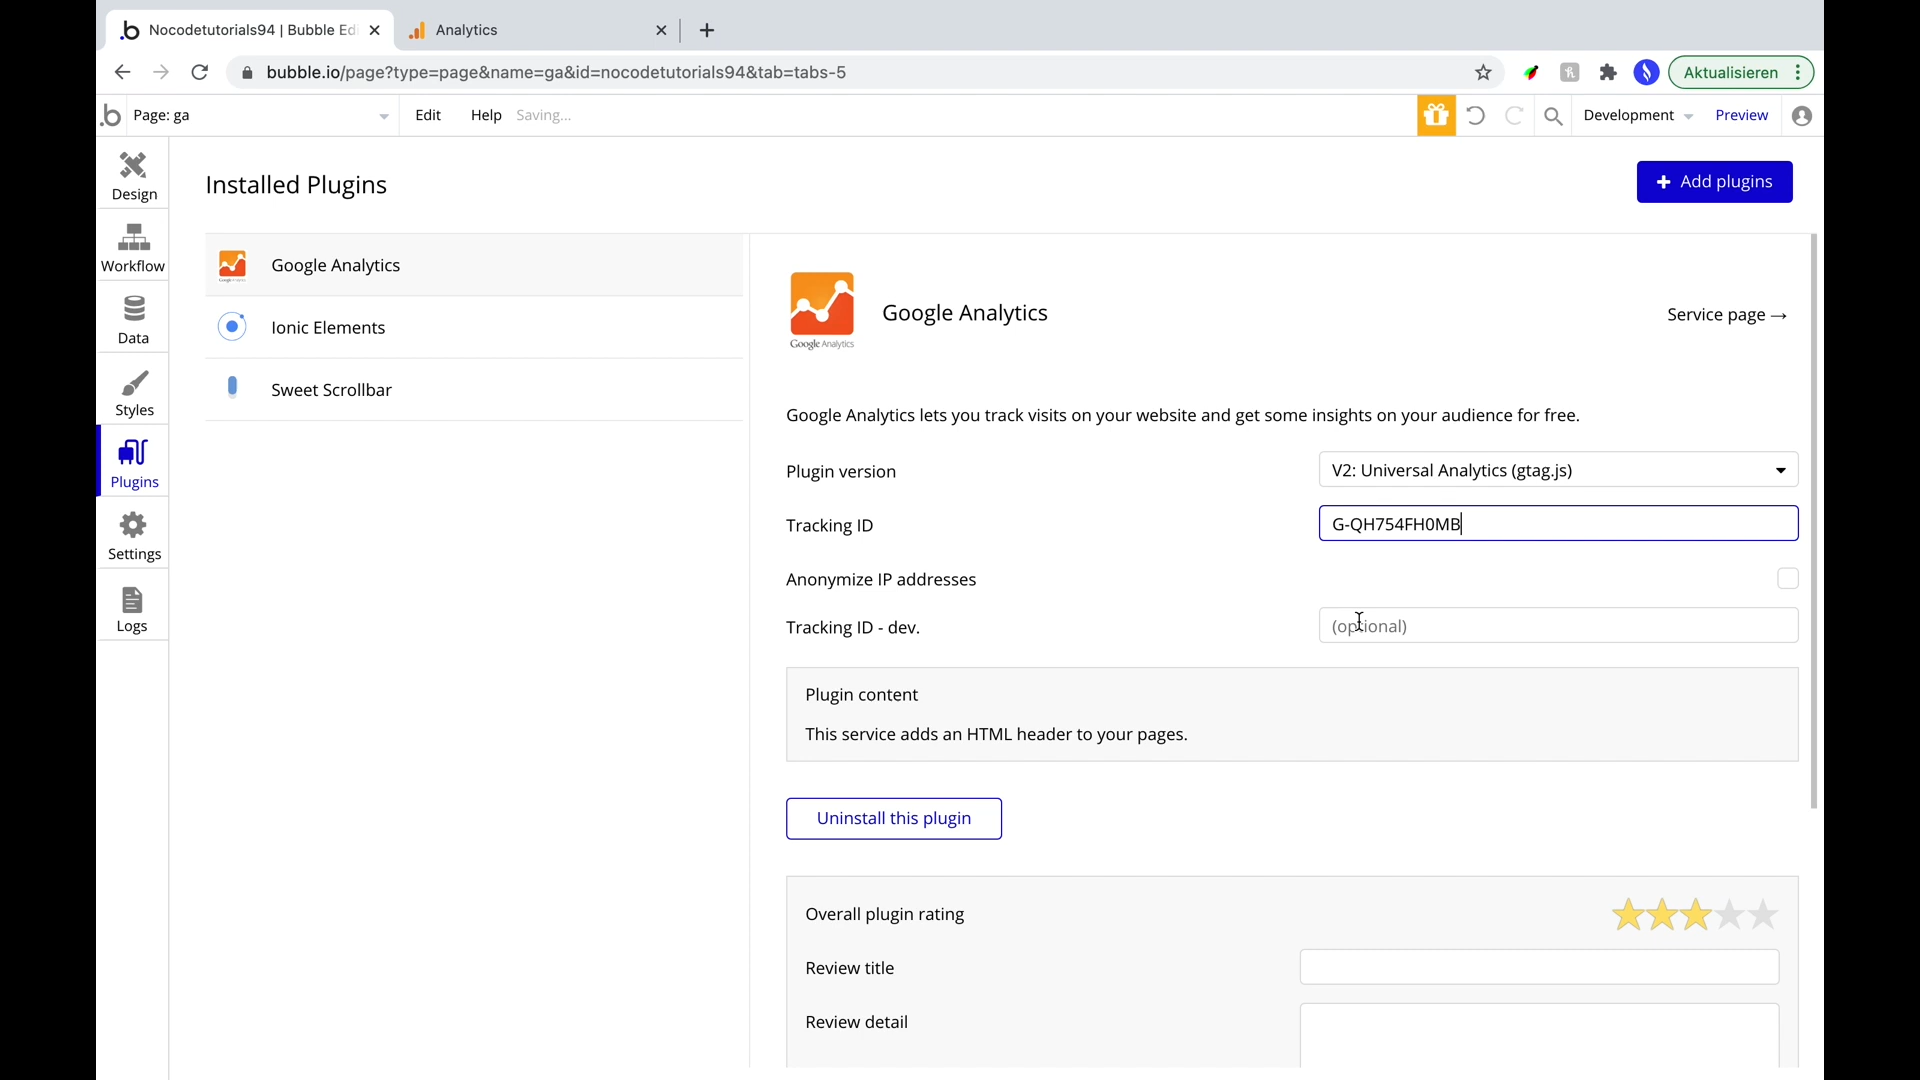 Nocodetutorials94 | Bubble Edi
Analytics
bubble.io/page?type=page&name=ga&id=nocodetutorials94&tab=tabs-5
Aktualisieren
Page: ga
Edit
Help
Saving...
Development
Preview
Design
Workflow
Data
Styles
Plugins
Settings
Logs
Installed Plugins
+ Add plugins
Google Analytics
Ionic Elements
Sweet Scrollbar
Google Analytics
Google Analytics
Service page →
Google Analytics lets you track visits on your website and get some insights on your audience for free.
Plugin version
V2: Universal Analytics (gtag.js)
Tracking ID
G-QH754FH0MB
Anonymize IP addresses
Tracking ID - dev.
(optional)
Plugin content
This service adds an HTML header to your pages.
Uninstall this plugin
Overall plugin rating
Review title
Review detail